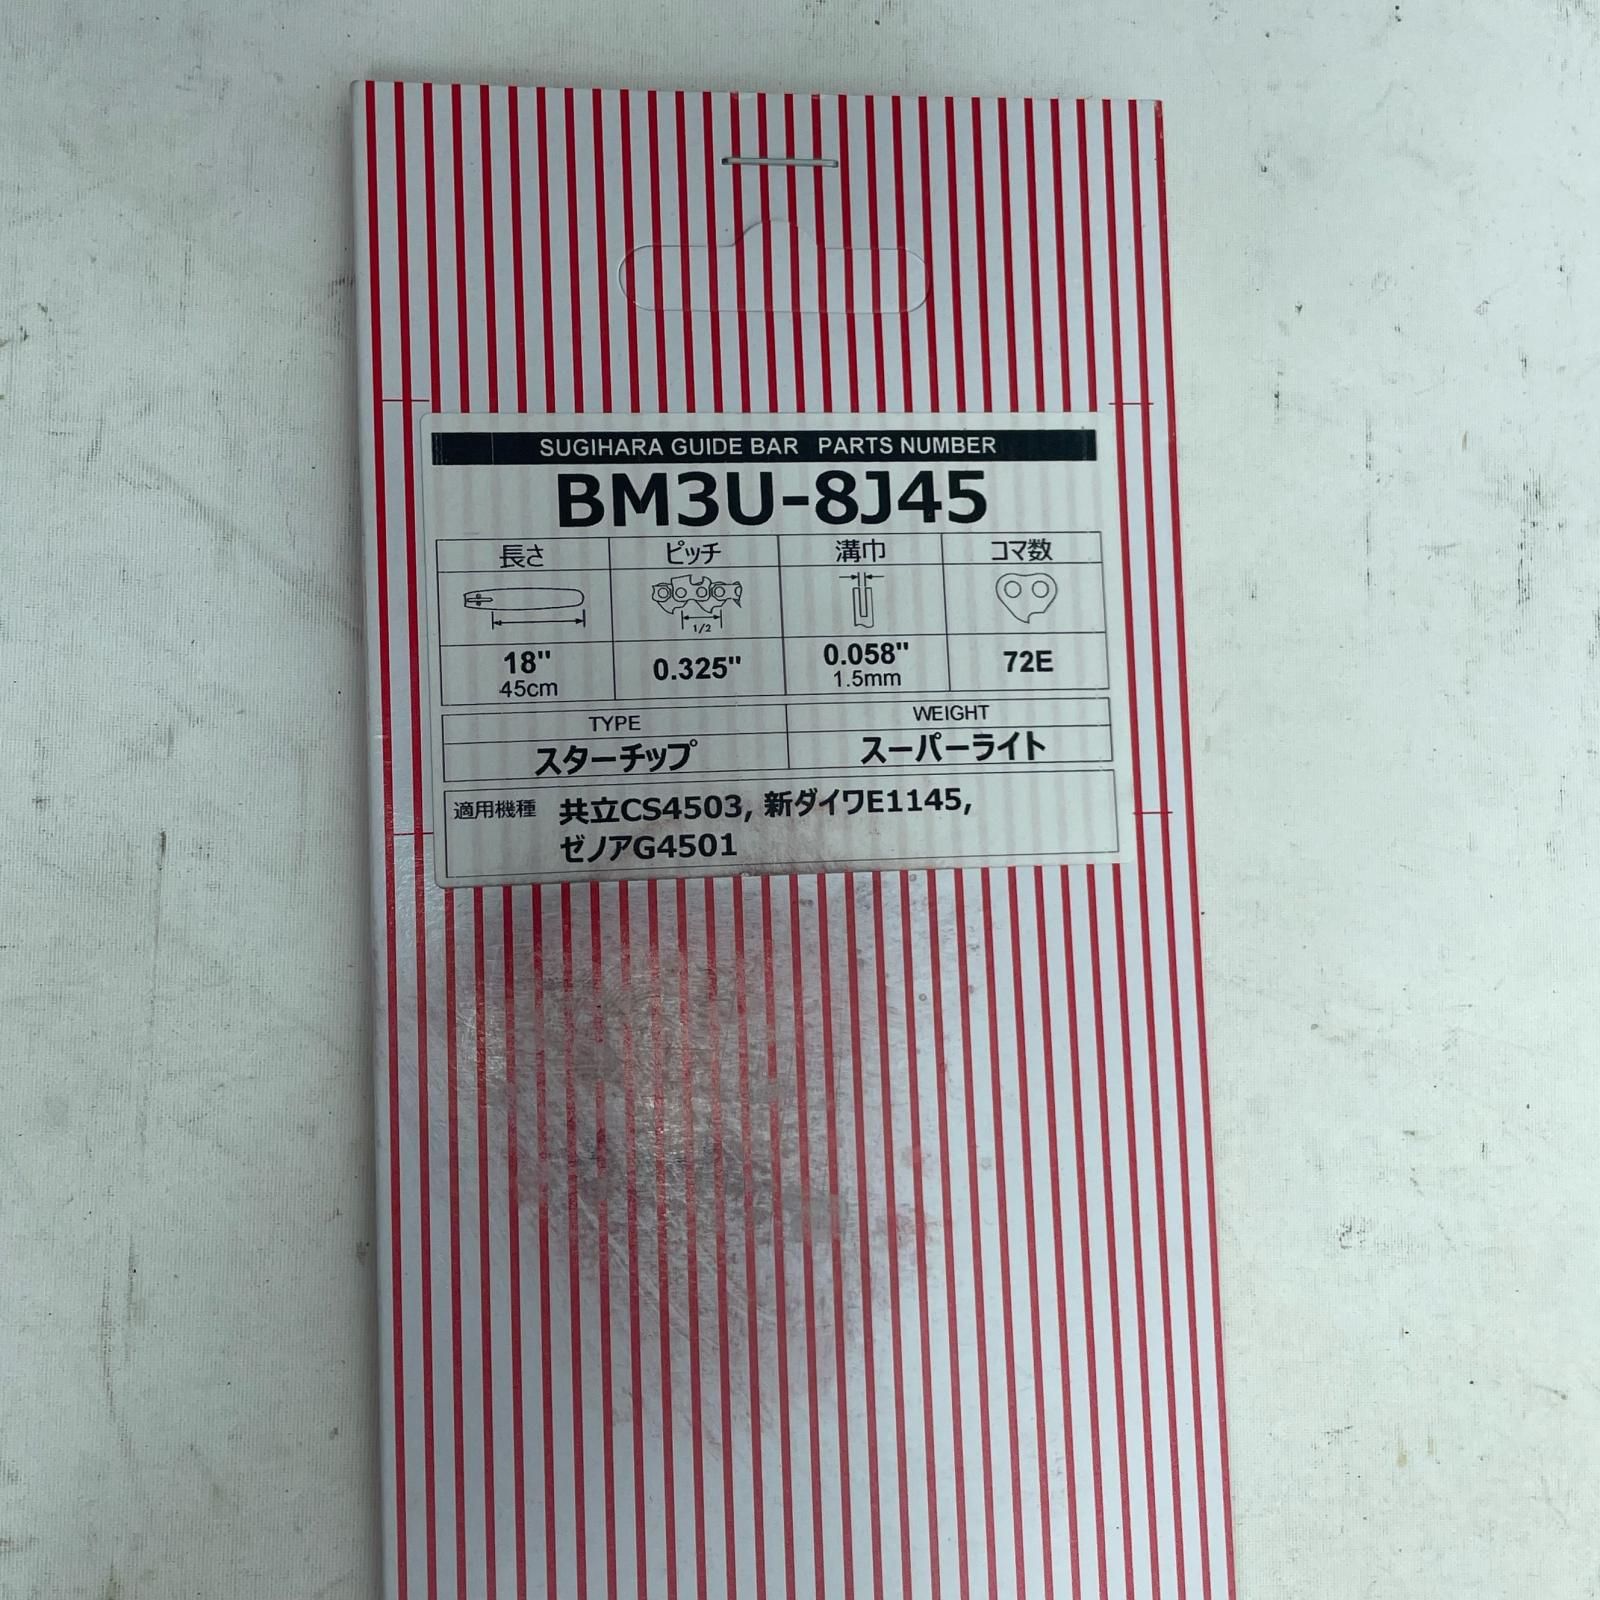 SUGIHARA GUIDE BAR PARTS NUMBER
BM3U-8J45
長さ ピッチ 溝巾 コマ数
1/2
18" 0.325" 0.058" 72E
45cm 1.5mm
TYPE WEIGHT
スターチップ スーパーライト
適用機種 共立CS4503, 新ダイワE1145,
ゼノアG4501